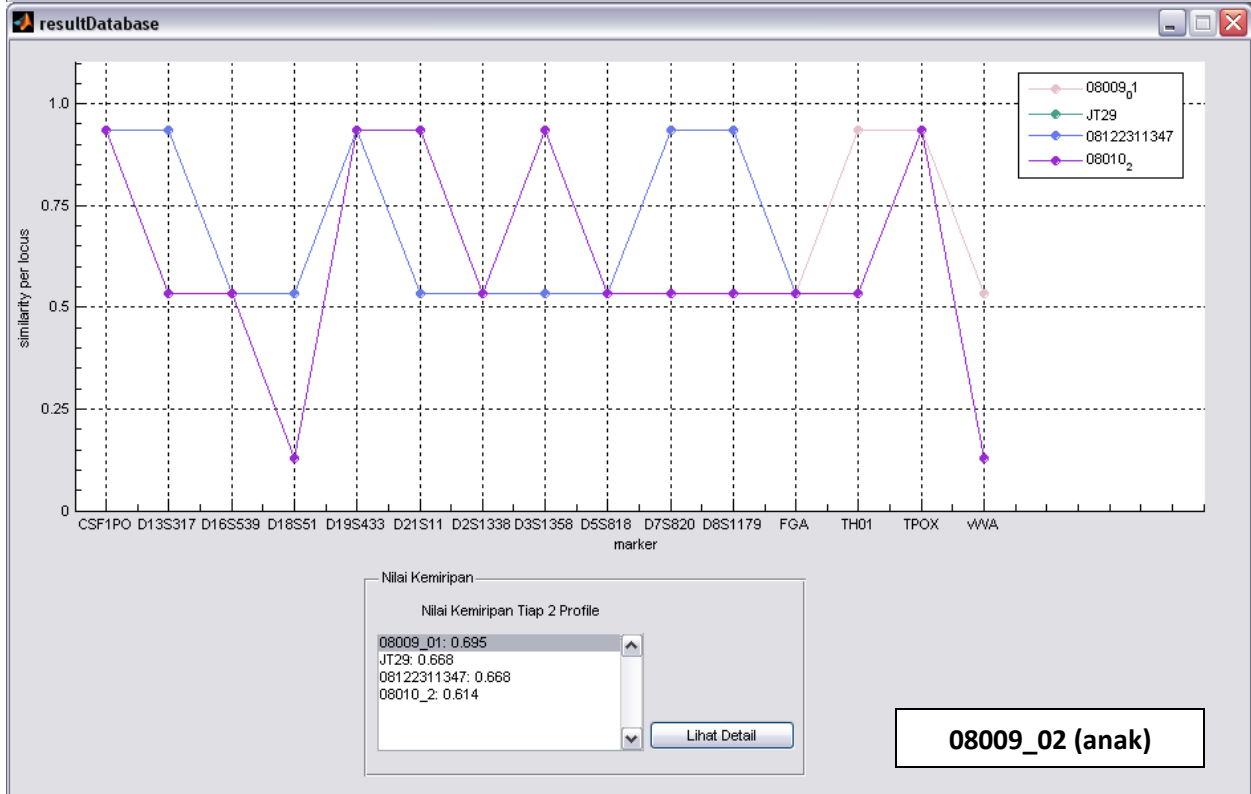 resultDatabase
1.0
0.75
0.5
0.25
0
similarity per locus
08009_01
JT29
08122311347
08010_2
CSF1PO D13S317 D16S539 D18S51 D19S433 D21S11 D2S1338 D3S1358 D5S818 D7S820 D8S1179 FGA TH01 TPOX vWA
marker
Nilai Kemiripan
Nilai Kemiripan Tiap 2 Profile
08009_01: 0.695
JT29: 0.668
08122311347: 0.668
08010_2: 0.614
Lihat Detail
08009_02 (anak)